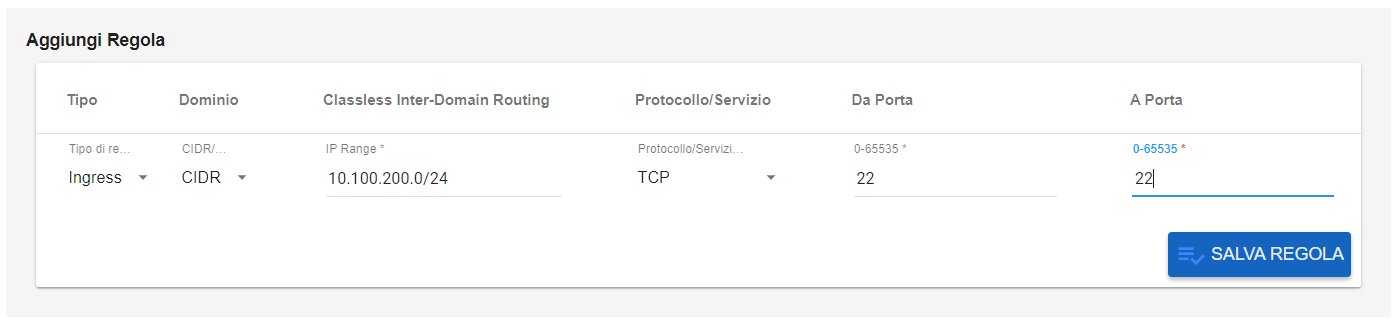 Aggiungi Regola
Tipo Dominio Classless Inter-Domain Routing Protocollo/Servizio Da Porta A Porta
Tipo di re... CIDR/... IP Range * Protocollo/Servizi... 0-65535 * 0-65535 *
Ingress CIDR 10.100.200.0/24 TCP 22 22
SALVA REGOLA